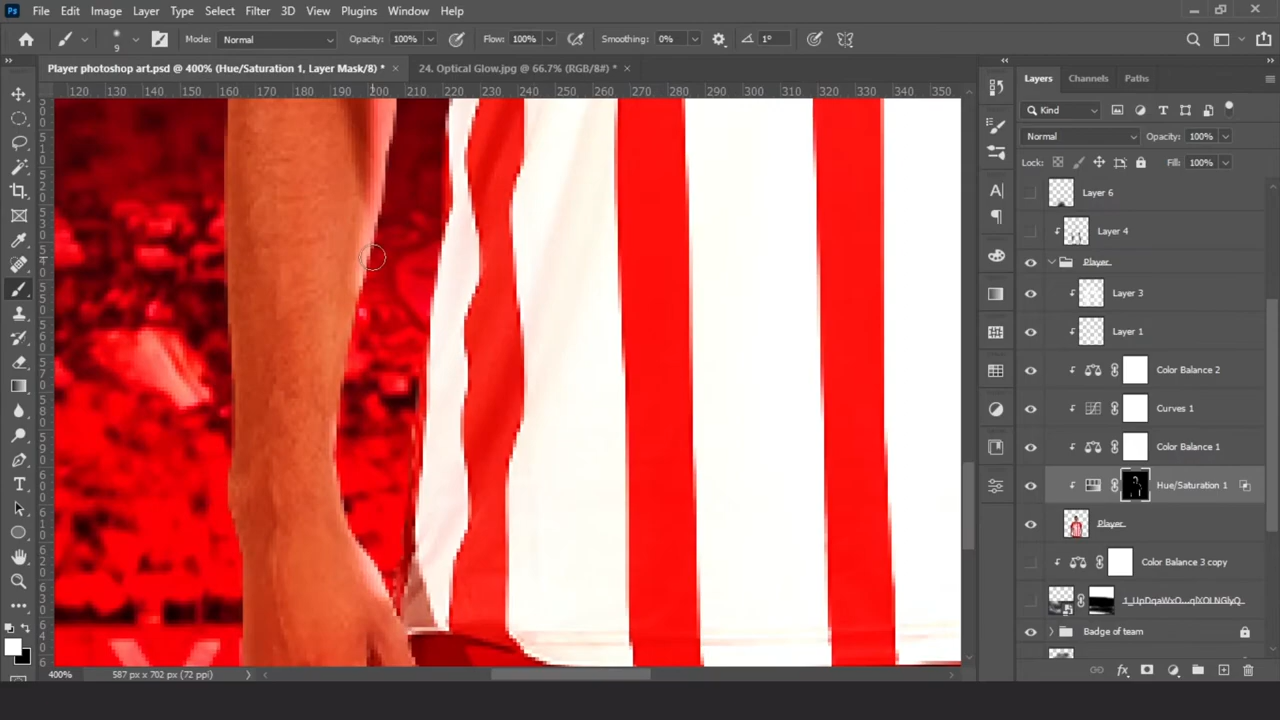 Ps File Edit Image Layer Type Select Filter 3D View Plugins Window Help
9 Mode: Normal Opacity: 100% Flow: 100% Smoothing: 0% 1°
Player photoshop art.psd @ 400% (Hue/Saturation 1, Layer Mask/8) * × 24. Optical Glow.jpg @ 66.7% (RGB/8#) * ×
120 130 140 150 160 170 180 190 200 210 220 230 240 250 260 270 280 290 300 310 320 330 340 350
Layers Channels Paths
Kind
Normal Opacity: 100%
Lock: Fill: 100%
Layer 6
Layer 4
Player
Layer 3
Layer 1
Color Balance 2
Curves 1
Color Balance 1
Hue/Saturation 1
Player
Color Balance 3 copy
Badge of team
400% 587 px x 702 px (72 ppi)